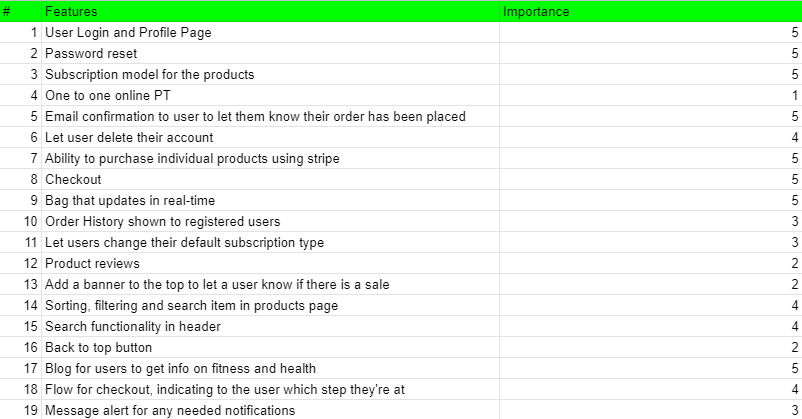 # Features Importance
1 User Login and Profile Page 5
2 Password reset 5
3 Subscription model for the products 5
4 One to one online PT 1
5 Email confirmation to user to let them know their order has been placed 5
6 Let user delete their account 4
7 Ability to purchase individual products using stripe 5
8 Checkout 5
9 Bag that updates in real-time 5
10 Order History shown to registered users 3
11 Let users change their default subscription type 3
12 Product reviews 2
13 Add a banner to the top to let a user know if there is a sale 2
14 Sorting, filtering and search item in products page 4
15 Search functionality in header 4
16 Back to top button 2
17 Blog for users to get info on fitness and health 5
18 Flow for checkout, indicating to the user which step they're at 4
19 Message alert for any needed notifications 3